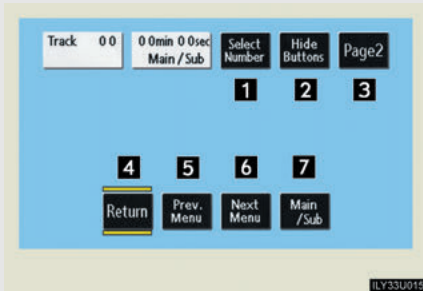 Track 0 0
0 0min 0 0sec
Main / Sub
Select
Number
Hide
Buttons
Page2
1
2
3
4
5
6
7
Return
Prev.
Menu
Next
Menu
Main
/Sub
ILY33U015